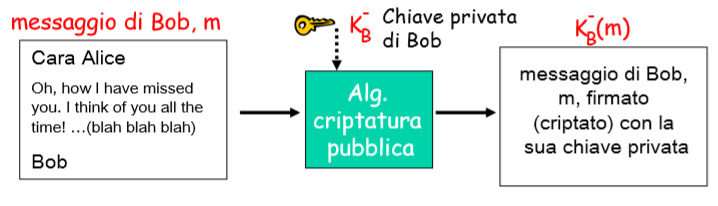 messaggio di Bob, m
Cara Alice
Oh, how I have missed
you. I think of you all the
time! …(blah blah blah)
Bob
K_B^-
Chiave privata
di Bob
Alg.
criptatura
pubblica
K_B^-(m)
messaggio di Bob,
m, firmato
(criptato) con la
sua chiave privata